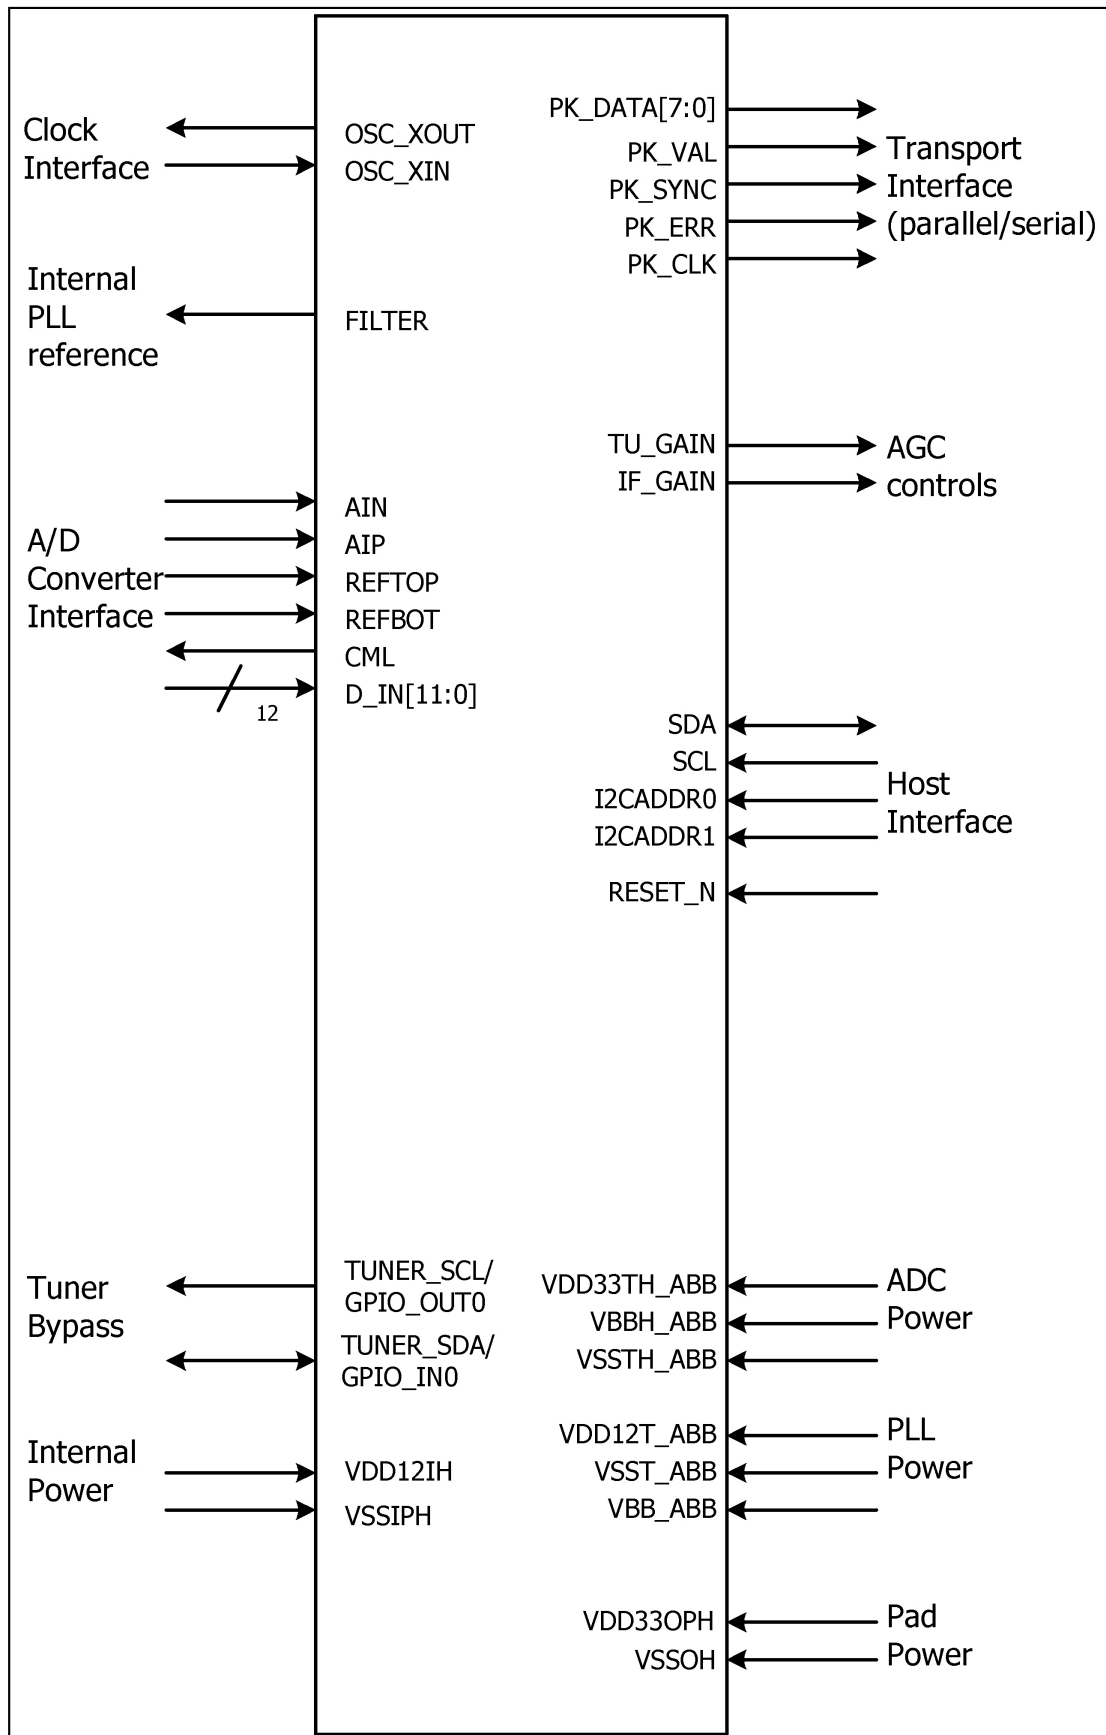 Clock
Interface
OSC_XOUT
OSC_XIN
Internal
PLL
reference
FILTER
A/D
Converter
Interface
AIN
AIP
REFTOP
REFBOT
CML
D_IN[11:0]
12
Tuner
Bypass
TUNER_SCL/
GPIO_OUT0
TUNER_SDA/
GPIO_IN0
Internal
Power
VDD12IH
VSSIPH
PK_DATA[7:0]
PK_VAL
PK_SYNC
PK_ERR
PK_CLK
Transport
Interface
(parallel/serial)
TU_GAIN
IF_GAIN
AGC
controls
SDA
SCL
I2CADDR0
I2CADDR1
RESET_N
Host
Interface
VDD33TH_ABB
VBBH_ABB
VSSTH_ABB
ADC
Power
VDD12T_ABB
VSST_ABB
VBB_ABB
PLL
Power
VDD33OPH
VSSOH
Pad
Power